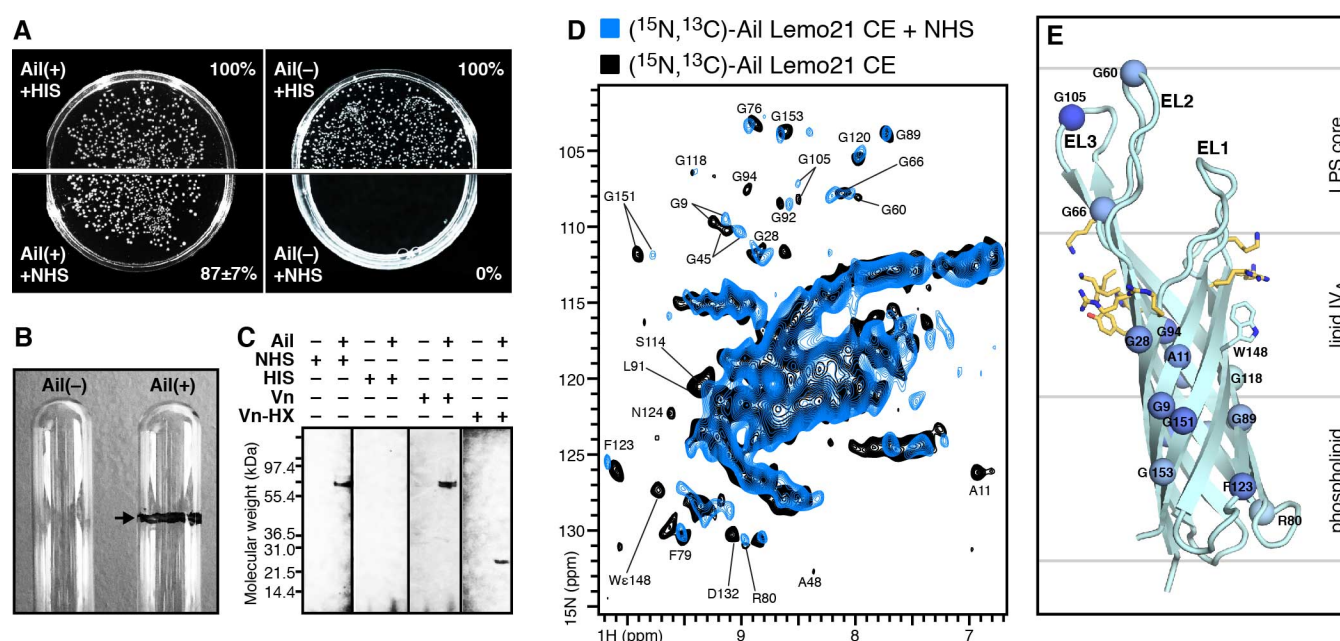 A
Ail(+)
+HIS
100%
Ail(–)
+HIS
100%
Ail(+)
+NHS
87±7%
Ail(–)
+NHS
0%
B
Ail(–)
Ail(+)
C
– + – + – + – + Ail
+ + – – – – – – NHS
– – + + – – – – HIS
– – – – + + – – Vn
– – – – – – + + Vn-HX
Molecular weight (kDa)
97.4
55.4
36.5
31.0
21.5
14.4
D
(15N,13C)-Ail Lemo21 CE + NHS
(15N,13C)-Ail Lemo21 CE
G76
G153
G120
G89
G118
G105
G66
G94
G151
G9
G92
G60
G45
G28
S114
L91
N124
F123
A11
F79
Wε148
D132
R80
A48
105
110
115
120
125
130
15N (ppm)
1H (ppm)
9
8
7
E
G60
G105
EL2
EL3
EL1
G66
G28
G94
A11
W148
G118
G9
G151
G89
G153
F123
R80
LPS core
lipid IVA
phospholipid